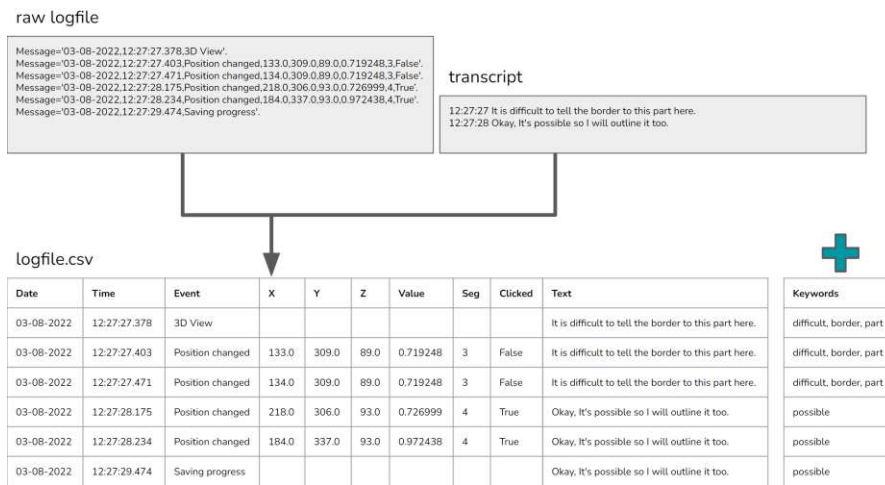 raw logfile
Message='03-08-2022,12:27:27.378,3D View'.
Message='03-08-2022,12:27:27.403,Position changed,133.0,309.0,89.0,0.719248,3,False'.
Message='03-08-2022,12:27:27.471,Position changed,134.0,309.0,89.0,0.719248,3,False'.
Message='03-08-2022,12:27:28.175,Position changed,218.0,306.0,93.0,0.726999,4,True'.
Message='03-08-2022,12:27:28.234,Position changed,184.0,337.0,93.0,0.972438,4,True'.
Message='03-08-2022,12:27:29.474,Saving progress'.
transcript
12:27:27 It is difficult to tell the border to this part here.
12:27:28 Okay, It's possible so I will outline it too.
logfile.csv
Date Time Event X Y Z Value Seg Clicked Text Keywords
03-08-2022 12:27:27.378 3D View It is difficult to tell the border to this part here. difficult, border, part
03-08-2022 12:27:27.403 Position changed 133.0 309.0 89.0 0.719248 3 False It is difficult to tell the border to this part here. difficult, border, part
03-08-2022 12:27:27.471 Position changed 134.0 309.0 89.0 0.719248 3 False It is difficult to tell the border to this part here. difficult, border, part
03-08-2022 12:27:28.175 Position changed 218.0 306.0 93.0 0.726999 4 True Okay, It's possible so I will outline it too. possible
03-08-2022 12:27:28.234 Position changed 184.0 337.0 93.0 0.972438 4 True Okay, It's possible so I will outline it too. possible
03-08-2022 12:27:29.474 Saving progress Okay, It's possible so I will outline it too. possible